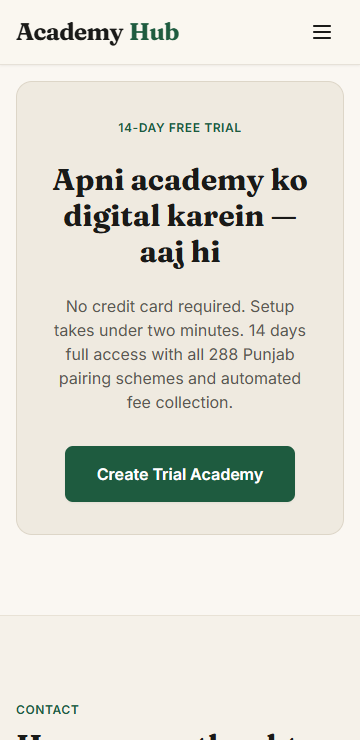 Academy Hub
14-DAY FREE TRIAL
Apni academy ko
digital karein —
aaj hi
No credit card required. Setup
takes under two minutes. 14 days
full access with all 288 Punjab
pairing schemes and automated
fee collection.
Create Trial Academy
CONTACT